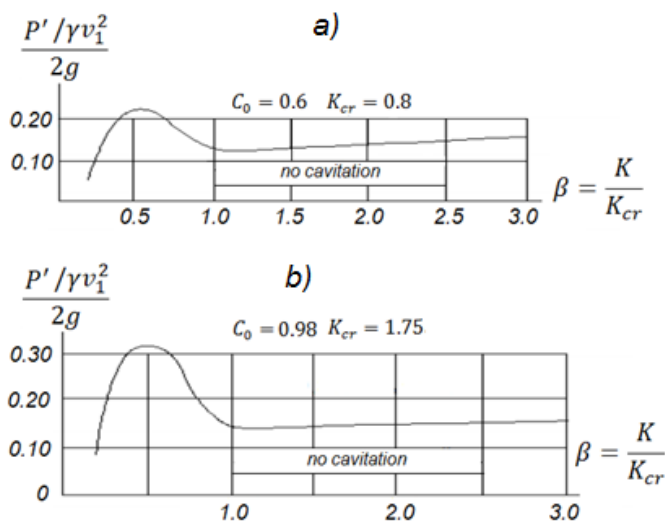 a)
P′/γv₁²
2g
C₀ = 0.6 K_cr = 0.8
0.20
0.10
no cavitation
β = K/K_cr
0.5 1.0 1.5 2.0 2.5 3.0
b)
P′/γv₁²
2g
C₀ = 0.98 K_cr = 1.75
0.30
0.20
0.10
no cavitation
β = K/K_cr
0
1.0 2.0 3.0